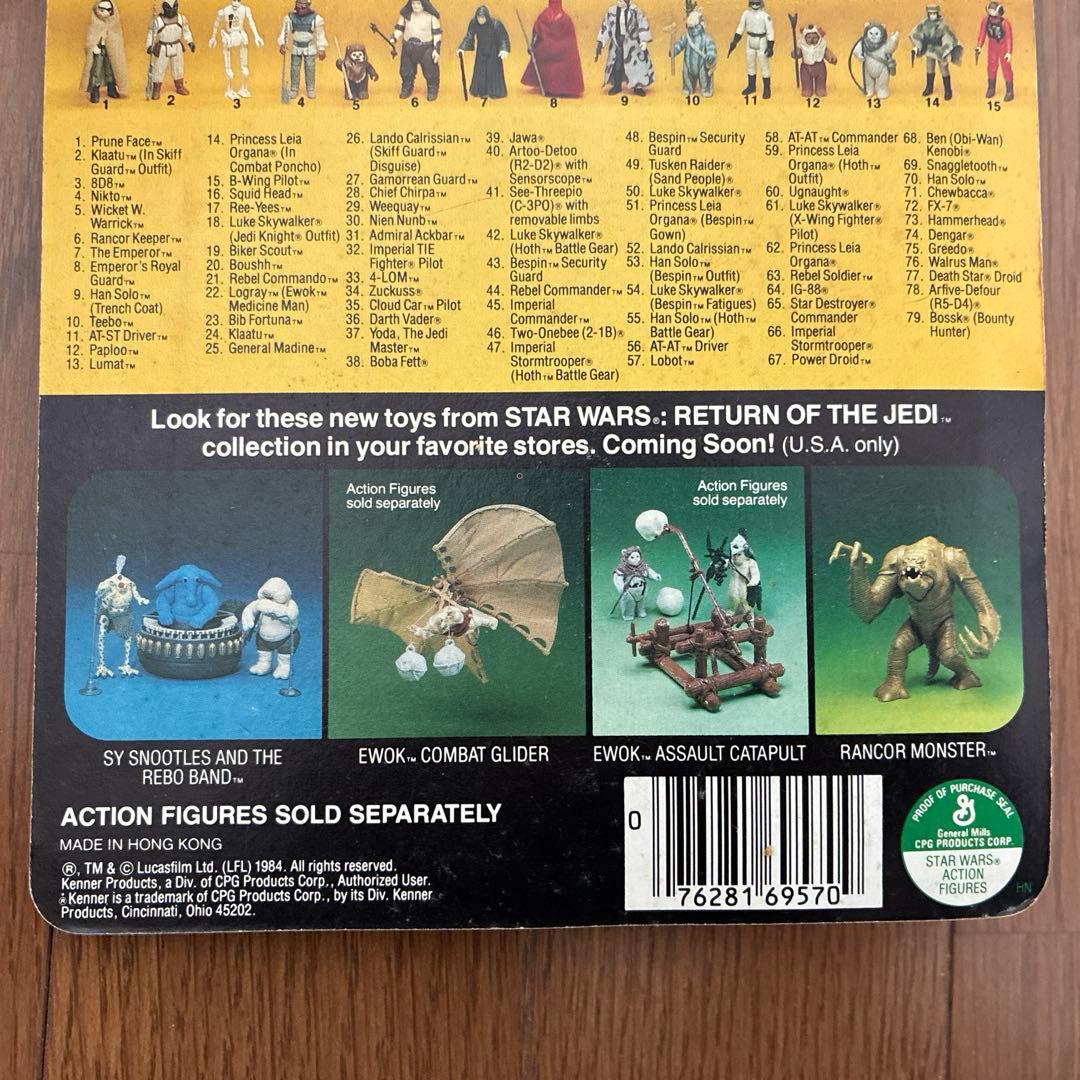 1
2
3
4
5
6
7
8
9
10
11
12
13
14
15
1. Prune Face™
2. Klaatu™ (In Skiff
Guard™ Outfit)
3. 8D8™
4. Nikto™
5. Wicket W.
Warrick™
6. Rancor Keeper™
7. The Emperor™
8. Emperor's Royal
Guard™
9. Han Solo™
(Trench Coat)
10. Teebo™
11. AT-ST Driver™
12. Paploo™
13. Lumat™
14. Princess Leia
Organa® (In
Combat Poncho)
15. B-Wing Pilot™
16. Squid Head™
17. Ree-Yees™
18. Luke Skywalker®
(Jedi Knight® Outfit)
19. Biker Scout™
20. Boushh™
21. Rebel Commando™
22. Logray™ (Ewok™
Medicine Man)
23. Bib Fortuna™
24. Klaatu™
25. General Madine™
26. Lando Calrissian™
(Skiff Guard™
Disguise)
27. Gamorrean Guard™
28. Chief Chirpa™
29. Weequay™
30. Nien Nunb™
31. Admiral Ackbar™
32. Imperial TIE
Fighter® Pilot
33. 4-LOM™
34. Zuckuss®
35. Cloud Car™ Pilot
36. Darth Vader®
37. Yoda, The Jedi
Master™
38. Boba Fett®
39. Jawa®
40. Artoo-Detoo
(R2-D2)® with
Sensorscope™
41. See-Threepio
(C-3PO)® with
removable limbs
42. Luke Skywalker®
(Hoth™ Battle Gear)
43. Bespin™ Security
Guard
44. Rebel Commander™
45. Imperial
Commander™
46. Two-Onebee (2-1B)®
47. Imperial
Stormtrooper®
(Hoth™ Battle Gear)
48. Bespin™ Security
Guard
49. Tusken Raider®
(Sand People)®
50. Luke Skywalker®
51. Princess Leia
Organa® (Bespin™
Gown)
52. Lando Calrissian™
53. Han Solo™
(Bespin™ Outfit)
54. Luke Skywalker®
(Bespin™ Fatigues)
55. Han Solo™ (Hoth™
Battle Gear)
56. AT-AT™ Driver
57. Lobot™
58. AT-AT™ Commander
59. Princess Leia
Organa® (Hoth™
Outfit)
60. Ugnaught®
61. Luke Skywalker®
(X-Wing Fighter®
Pilot)
62. Princess Leia
Organa®
63. Rebel Soldier™
64. IG-88®
65. Star Destroyer®
Commander
66. Imperial
Stormtrooper®
67. Power Droid™
68. Ben (Obi-Wan)
Kenobi®
69. Snaggletooth™
70. Han Solo™
71. Chewbacca®
72. FX-7®
73. Hammerhead®
74. Dengar®
75. Greedo®
76. Walrus Man®
77. Death Star® Droid
78. Arfive-Defour
(R5-D4)®
79. Bossk® (Bounty
Hunter)
Look for these new toys from STAR WARS®: RETURN OF THE JEDI™
collection in your favorite stores. Coming Soon! (U.S.A. only)
Action Figures
sold separately
Action Figures
sold separately
SY SNOOTLES AND THE
REBO BAND™
EWOK™ COMBAT GLIDER
EWOK™ ASSAULT CATAPULT
RANCOR MONSTER™
ACTION FIGURES SOLD SEPARATELY
MADE IN HONG KONG
®, TM & © Lucasfilm Ltd. (LFL) 1984. All rights reserved.
Kenner Products, a Div. of CPG Products Corp., Authorized User.
Kenner is a trademark of CPG Products Corp., by its Div. Kenner
Products, Cincinnati, Ohio 45202.
0
76281 69570
PROOF OF PURCHASE SEAL
General Mills
CPG PRODUCTS CORP.
STAR WARS®
ACTION
FIGURES
HN